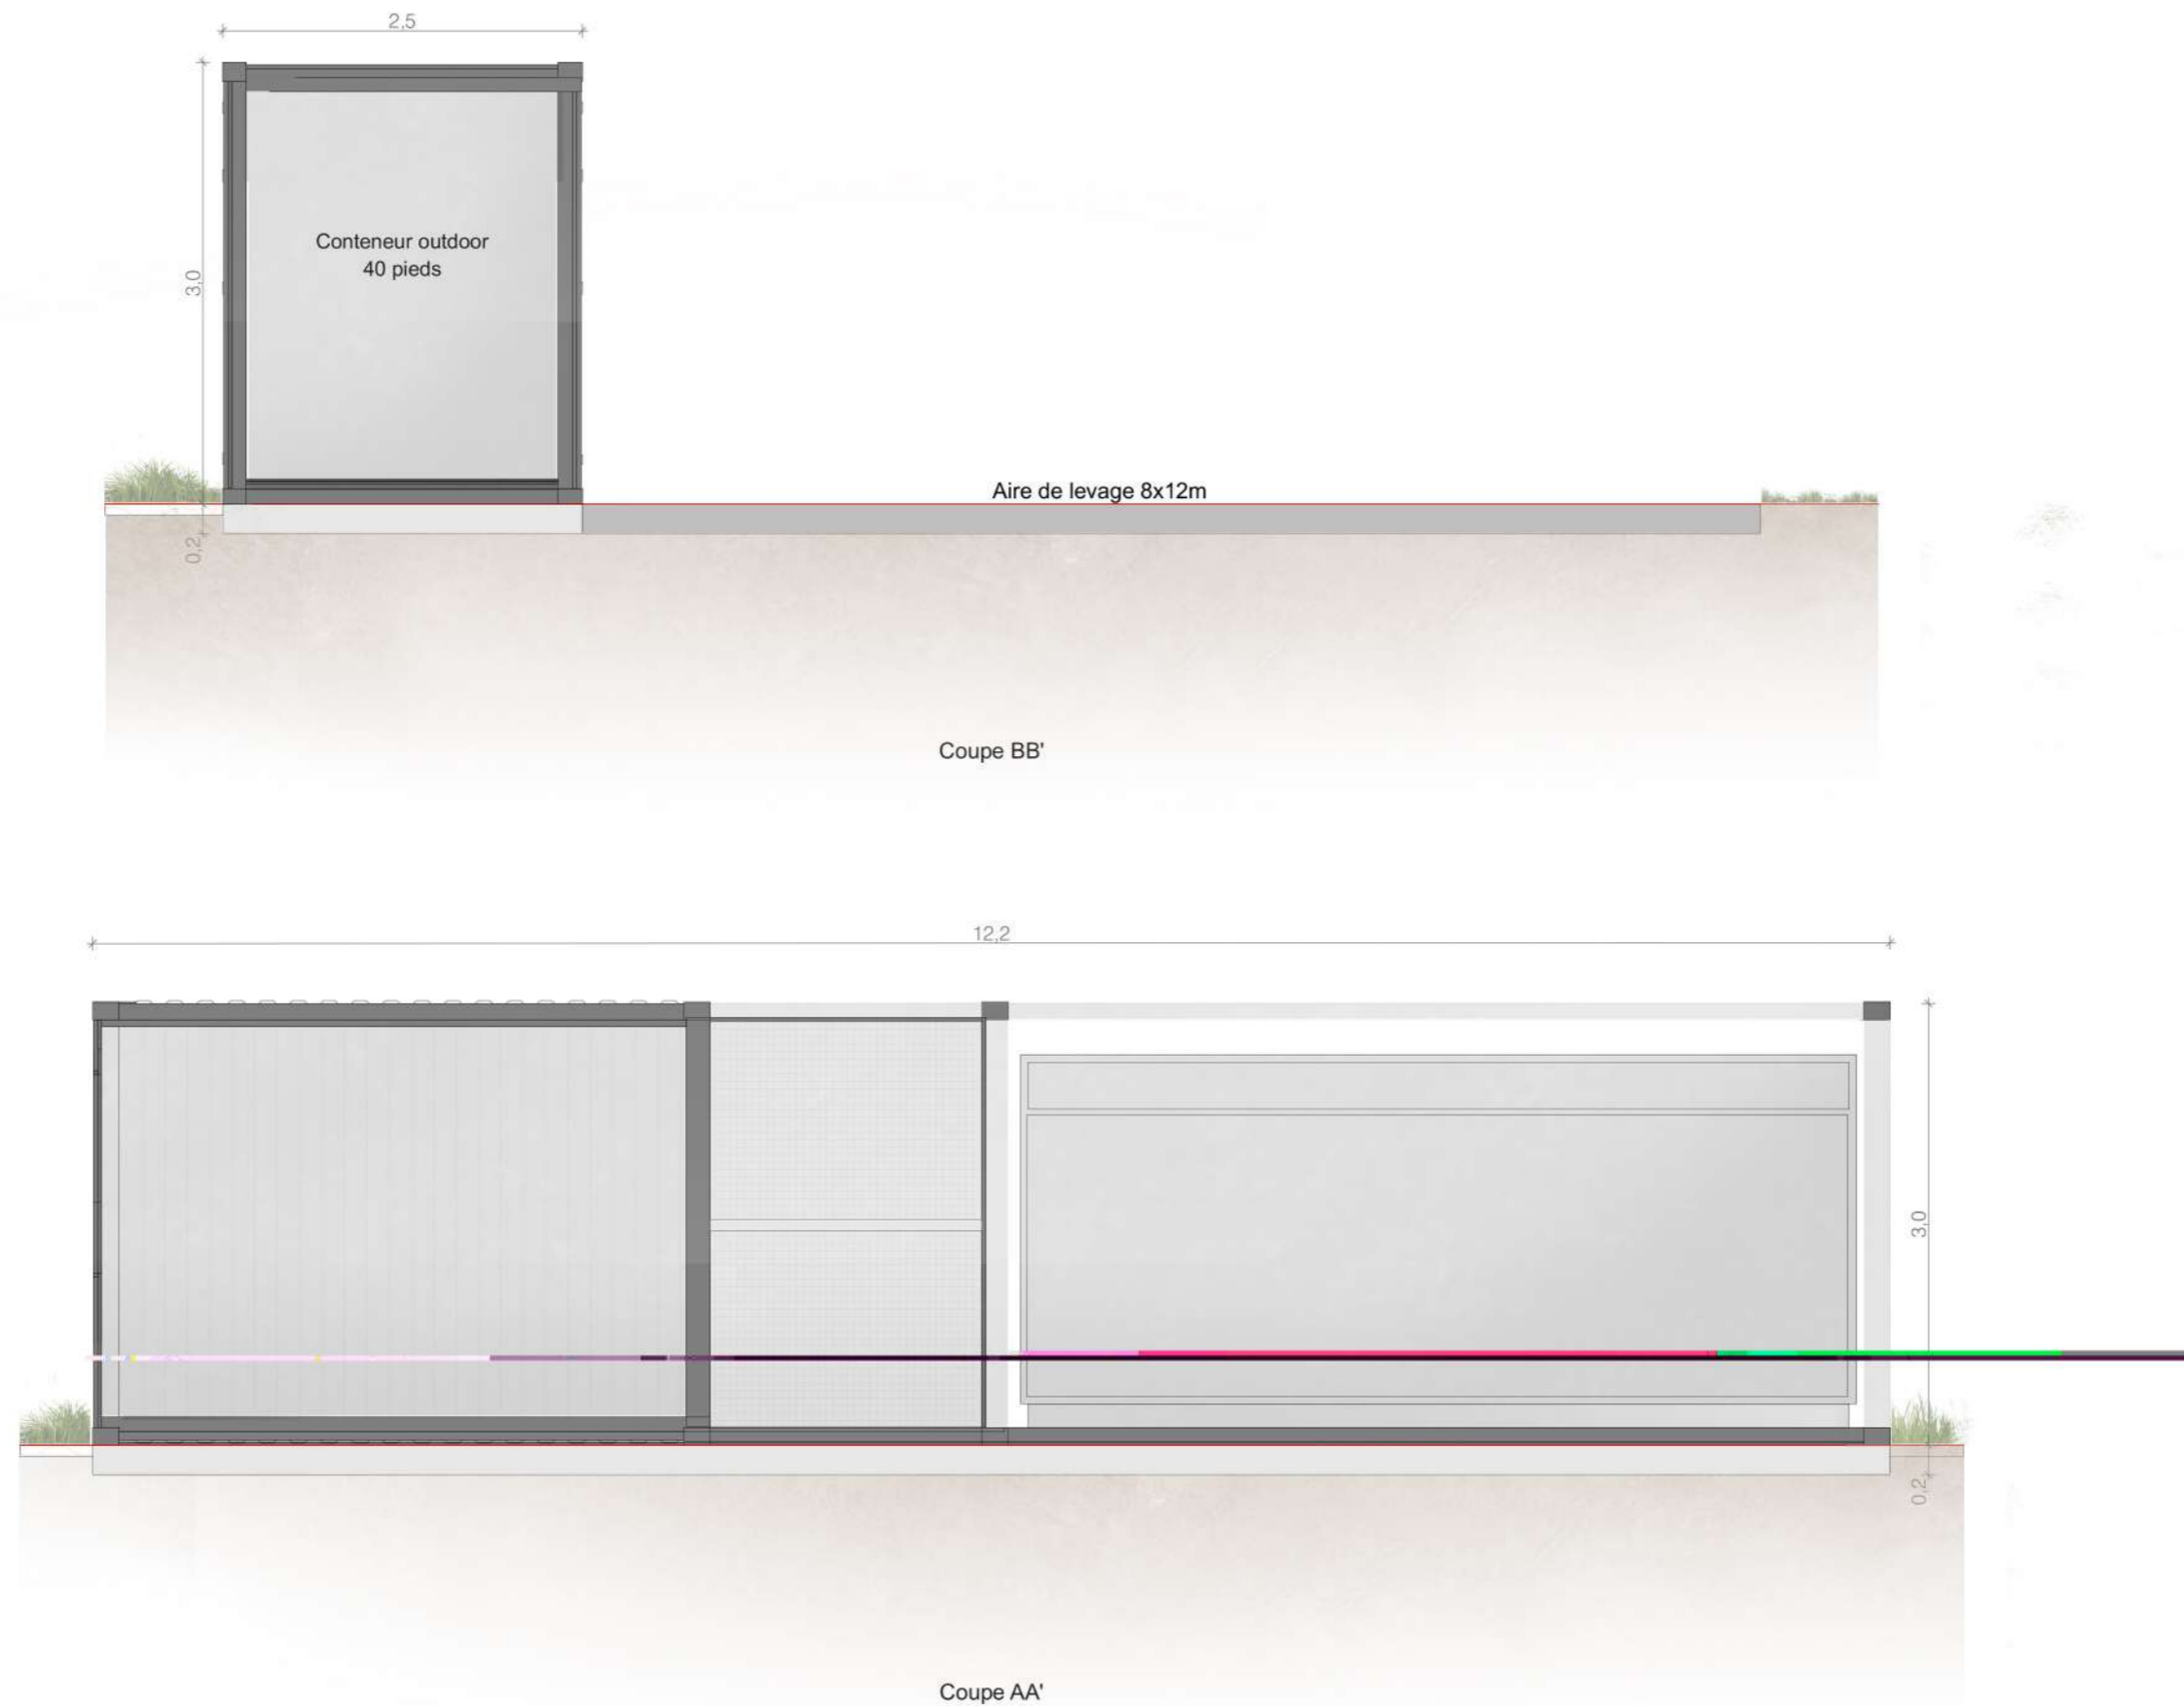 2,5
Conteneur outdoor
40 pieds
3,0
Aire de levage 8x12m
0,2
Coupe BB'
12,2
3,0
0,2
Coupe AA'